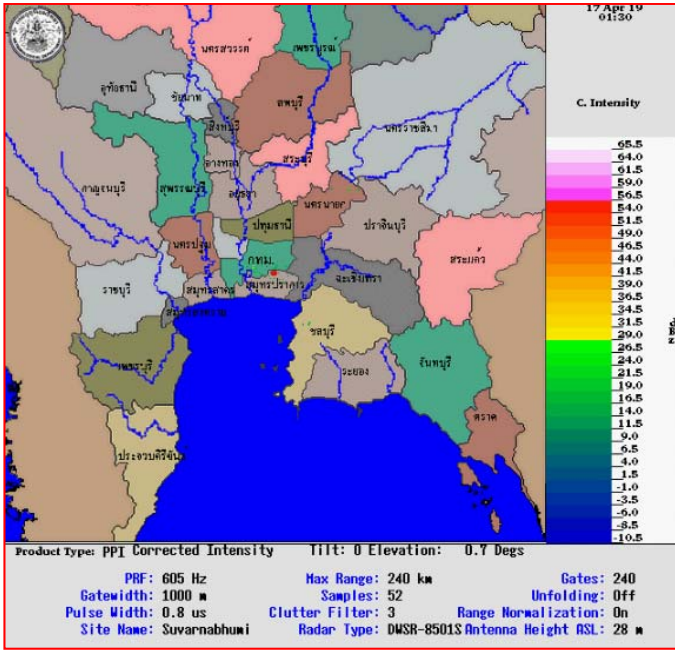 17 Apr 19
01:30
C. Intensity
นครสวรรค์
เพชรบูรณ์
อุทัยธานี
ชัยนาท
ลพบุรี
สิงห์บุรี
นครราชสีมา
อ่างทอง
สระบุรี
กาญจนบุรี
สุพรรณบุรี
อยุธยา
นครนายก
ปทุมธานี
ปราจีนบุรี
นครปฐม
กทม.
สระแก้ว
ราชบุรี
สมุทรสาคร
สมุทรปราการ
ฉะเชิงเทรา
ชลบุรี
เพชรบุรี
ระยอง
จันทบุรี
ตราด
ประจวบคีรีขันธ์
65.5
64.0
61.5
59.0
56.5
54.0
51.5
49.0
46.5
44.0
41.5
39.0
36.5
34.0
31.5
29.0
26.5
24.0
21.5
19.0
16.5
14.0
11.5
9.0
6.5
4.0
1.5
-1.0
-3.5
-6.0
-8.5
-10.5
Product Type: PPI Corrected Intensity Tilt: 0 Elevation: 0.7 Degs
PRF: 605 Hz Max Range: 240 km Gates: 240
Gatewidth: 1000 m Samples: 52 Unfolding: Off
Pulse Width: 0.8 us Clutter Filter: 3 Range Normalization: On
Site Name: Suvarnabhumi Radar Type: DWSR-8501S Antenna Height ASL: 28 m